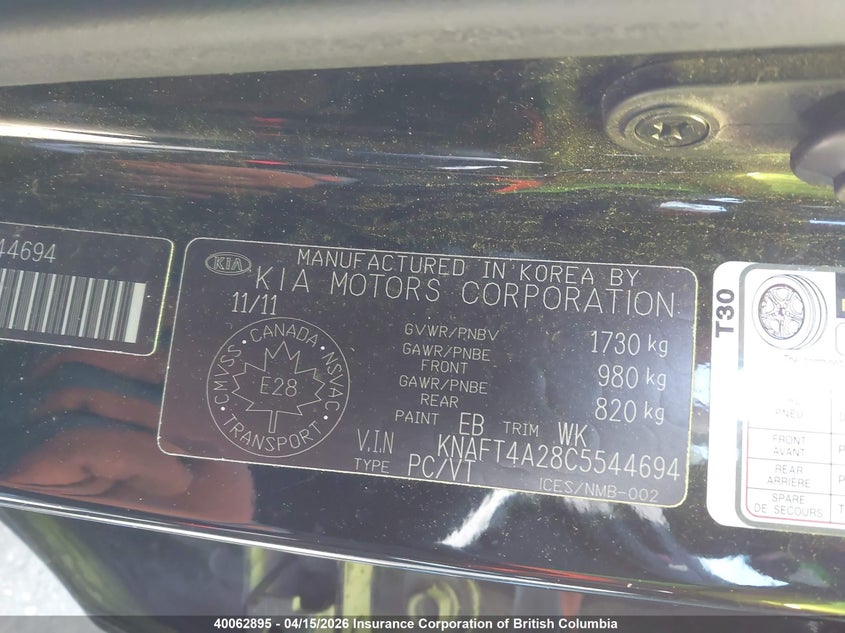 44694
KIA
MANUFACTURED IN KOREA BY
KIA MOTORS CORPORATION
11/11
CMVSS · CANADA · NSVAC
E28
TRANSPORT
GVWR/PNBV 1730 kg
GAWR/PNBE FRONT 980 kg
GAWR/PNBE REAR 820 kg
PAINT EB TRIM WK
V.I.N KNAFT4A28C5544694
TYPE PC/VT
ICES/NMB-002
T30
PNEU
FRONT
AVANT
REAR
ARRIÈRE
SPARE
DE SECOURS
40062895 - 04/15/2026 Insurance Corporation of British Columbia